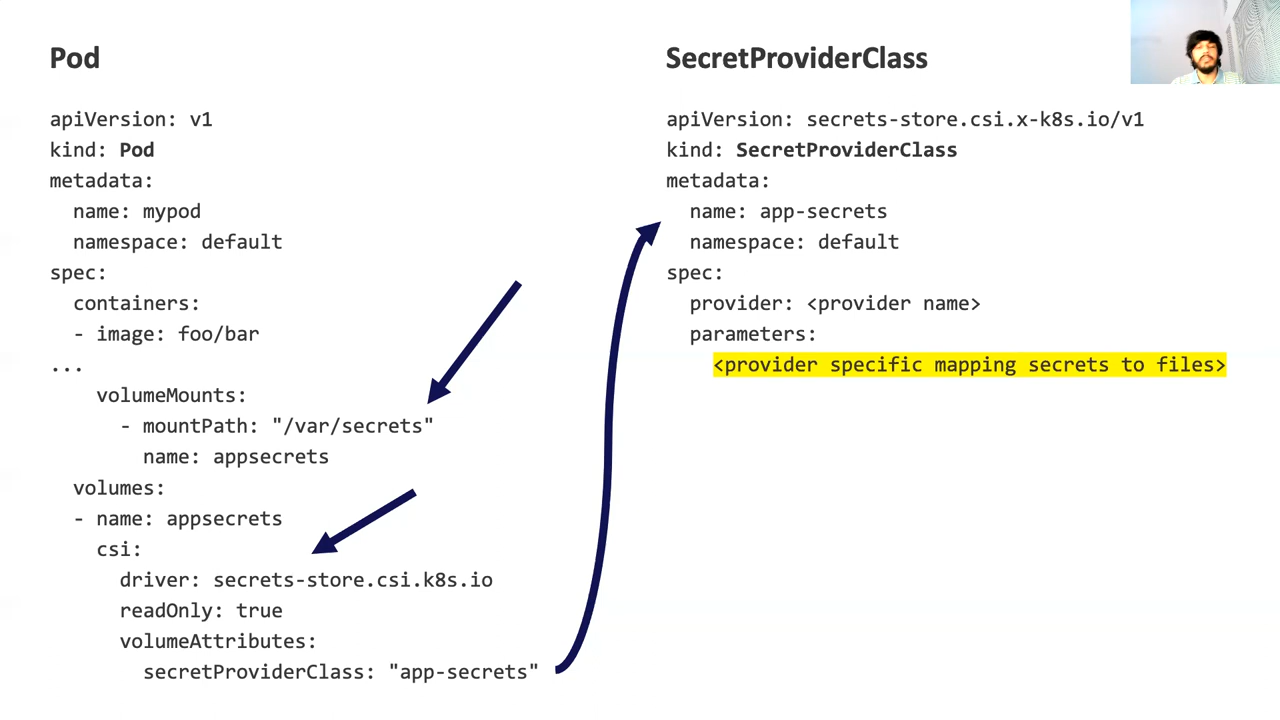 Pod
apiVersion: v1
kind: Pod
metadata:
  name: mypod
  namespace: default
spec:
  containers:
  - image: foo/bar
...
    volumeMounts:
      - mountPath: "/var/secrets"
        name: appsecrets
  volumes:
  - name: appsecrets
    csi:
      driver: secrets-store.csi.k8s.io
      readOnly: true
      volumeAttributes:
        secretProviderClass: "app-secrets"
SecretProviderClass
apiVersion: secrets-store.csi.x-k8s.io/v1
kind: SecretProviderClass
metadata:
  name: app-secrets
  namespace: default
spec:
  provider: <provider name>
  parameters:
    <provider specific mapping secrets to files>